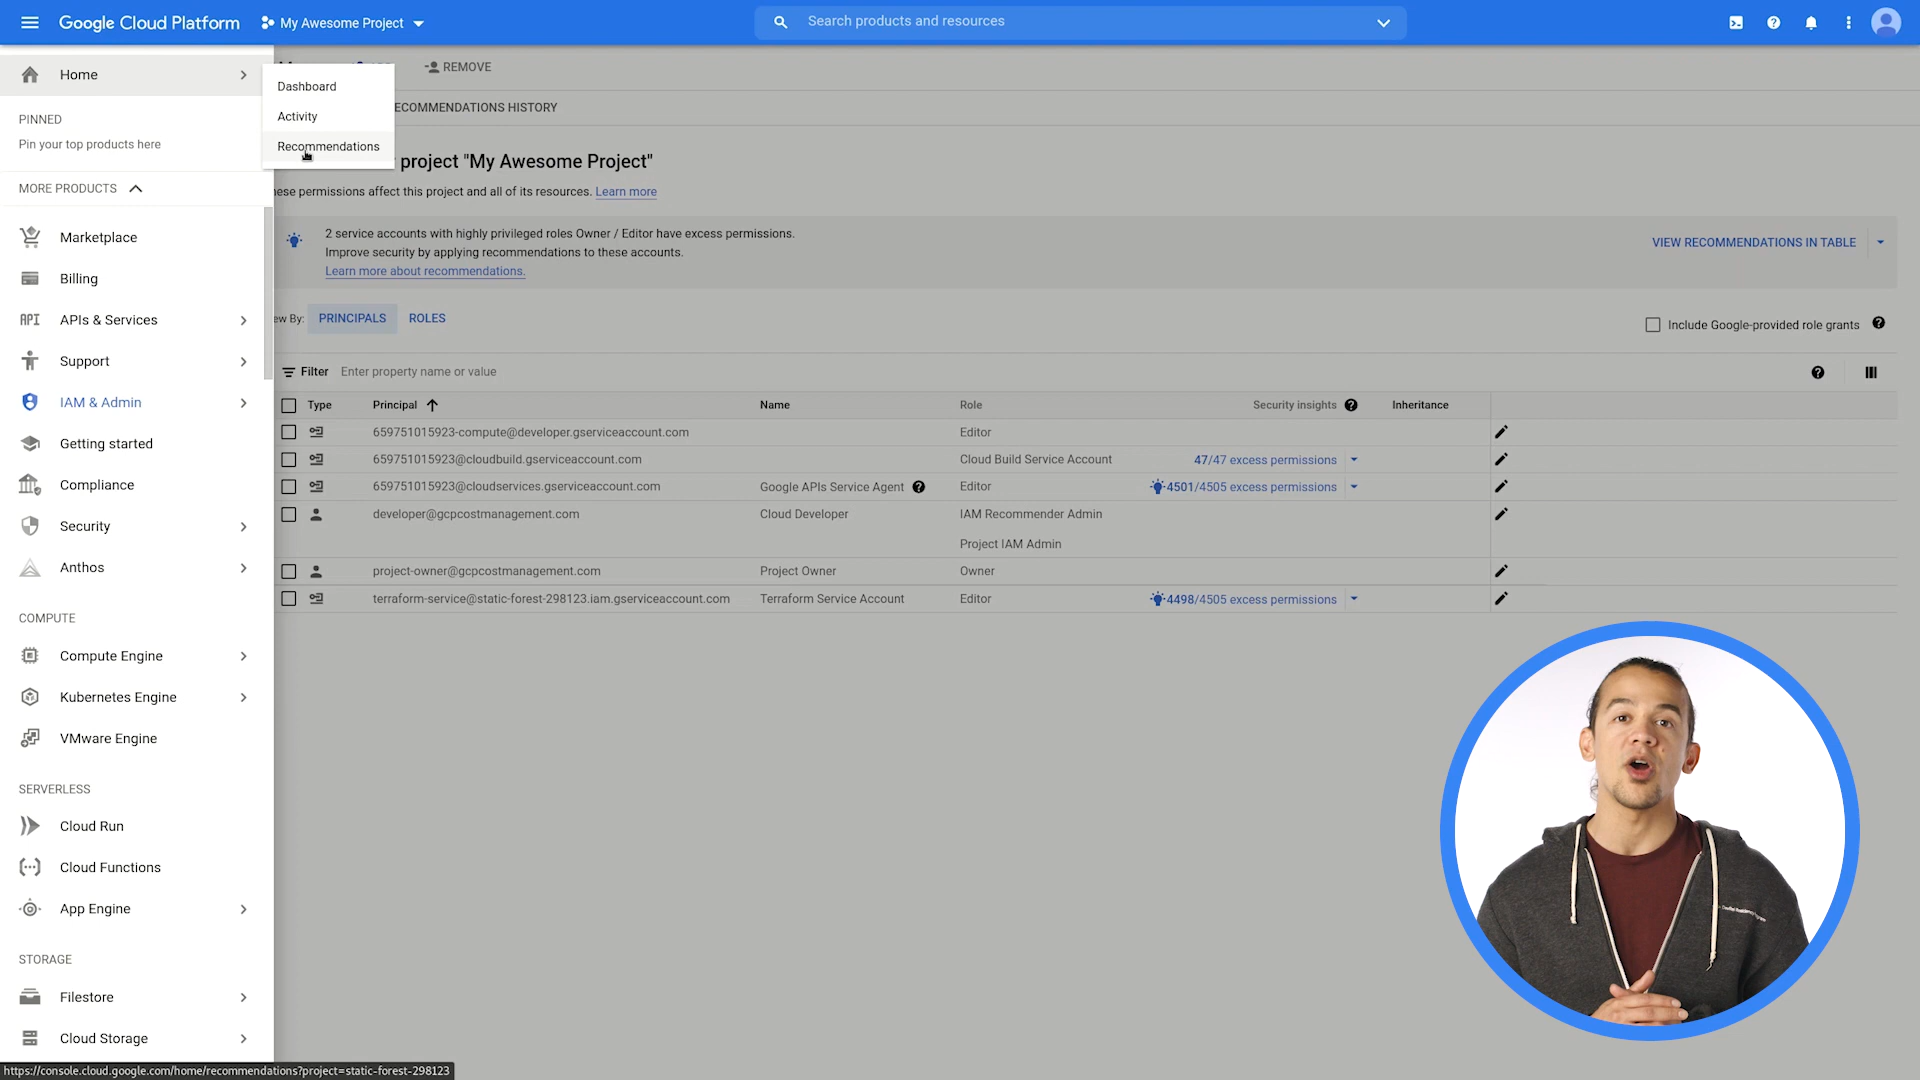 Google Cloud Platform
My Awesome Project
Search products and resources
Home
PINNED
Pin your top products here
MORE PRODUCTS
Marketplace
Billing
APIs & Services
Support
IAM & Admin
Getting started
Compliance
Security
Anthos
COMPUTE
Compute Engine
Kubernetes Engine
VMware Engine
SERVERLESS
Cloud Run
Cloud Functions
App Engine
STORAGE
Filestore
Cloud Storage
https://console.cloud.google.com/home/recommendations?project=static-forest-298123
Dashboard
Activity
Recommendations
REMOVE
ECOMMENDATIONS HISTORY
project "My Awesome Project"
ese permissions affect this project and all of its resources. Learn more
2 service accounts with highly privileged roles Owner / Editor have excess permissions.
Improve security by applying recommendations to these accounts.
Learn more about recommendations.
VIEW RECOMMENDATIONS IN TABLE
ew By: PRINCIPALS ROLES
Include Google-provided role grants
Filter Enter property name or value
Type Principal Name Role Security insights Inheritance
659751015923-compute@developer.gserviceaccount.com Editor
659751015923@cloudbuild.gserviceaccount.com Cloud Build Service Account 47/47 excess permissions
659751015923@cloudservices.gserviceaccount.com Google APIs Service Agent Editor 4501/4505 excess permissions
developer@gcpcostmanagement.com Cloud Developer IAM Recommender Admin
Project IAM Admin
project-owner@gcpcostmanagement.com Project Owner Owner
terraform-service@static-forest-298123.iam.gserviceaccount.com Terraform Service Account Editor 4498/4505 excess permissions